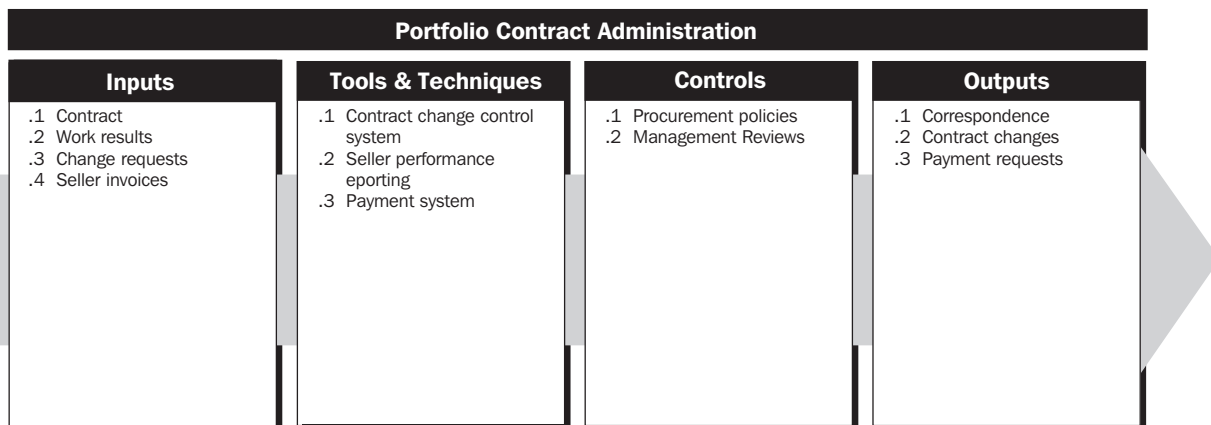 Portfolio Contract Administration
Inputs
.1 Contract
.2 Work results
.3 Change requests
.4 Seller invoices
Tools & Techniques
.1 Contract change control
system
.2 Seller performance
eporting
.3 Payment system
Controls
.1 Procurement policies
.2 Management Reviews
Outputs
.1 Correspondence
.2 Contract changes
.3 Payment requests